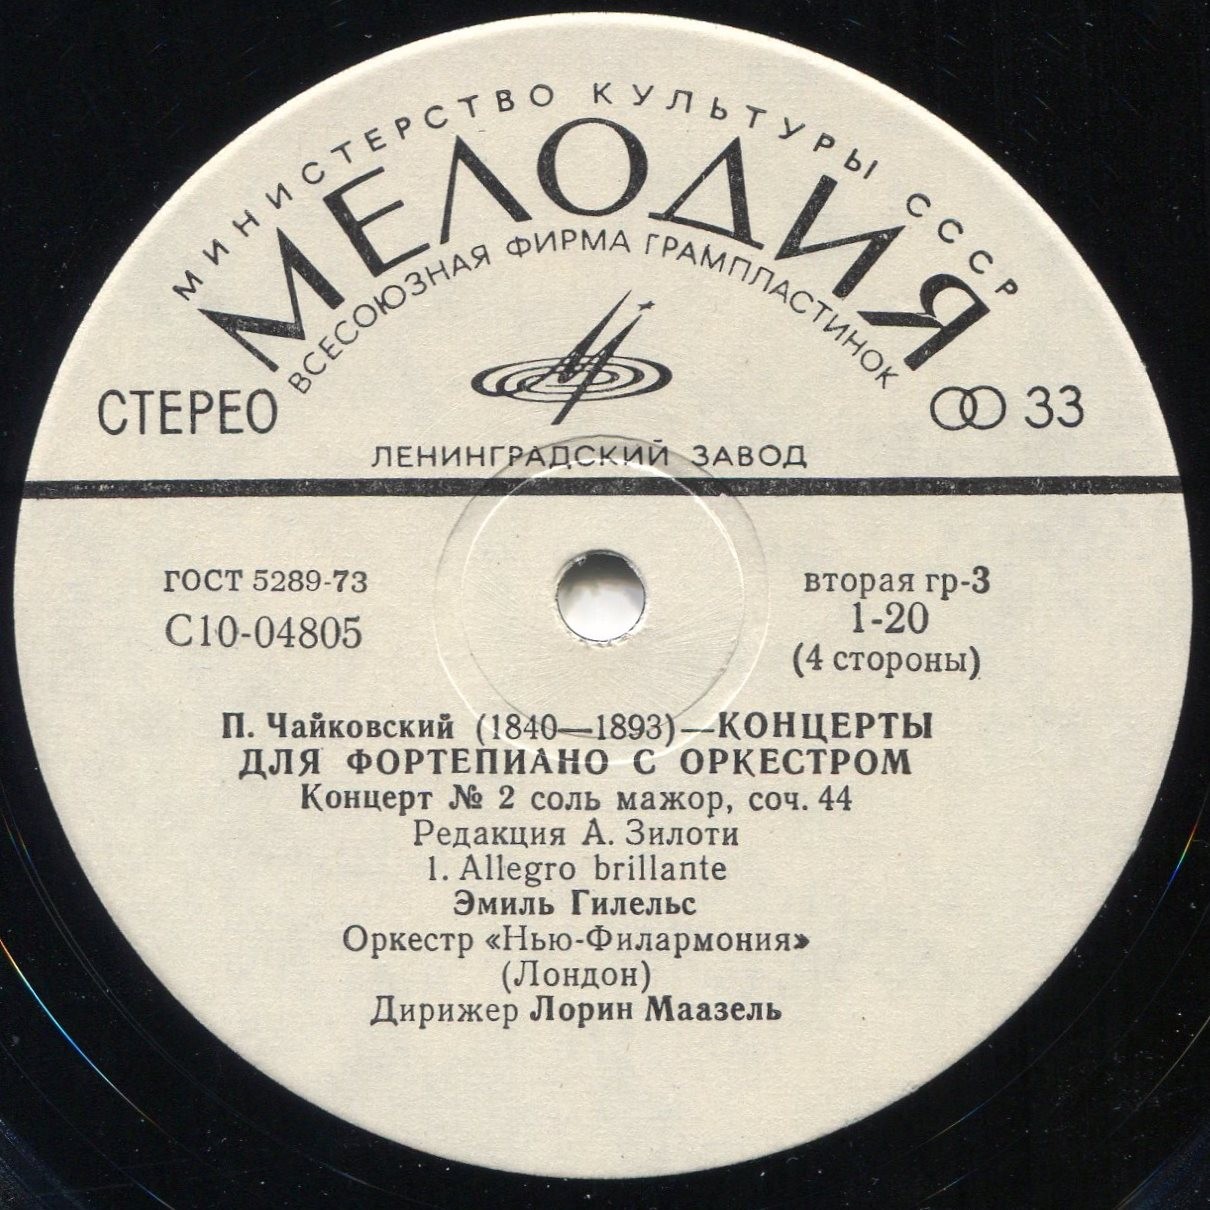 МИНИСТЕРСТВО КУЛЬТУРЫ СССР
МЕЛОДИЯ
ВСЕСОЮЗНАЯ ФИРМА ГРАМПЛАСТИНОК
СТЕРЕО
33
ЛЕНИНГРАДСКИЙ ЗАВОД
ГОСТ 5289-73
вторая гр-3
С10-04805
1-20
(4 стороны)
П. Чайковский (1840—1893)—КОНЦЕРТЫ
ДЛЯ ФОРТЕПИАНО С ОРКЕСТРОМ
Концерт № 2 соль мажор, соч. 44
Редакция А. Зилоти
1. Allegro brillante
Эмиль Гилельс
Оркестр «Нью-Филармония»
(Лондон)
Дирижер Лорин Маазель